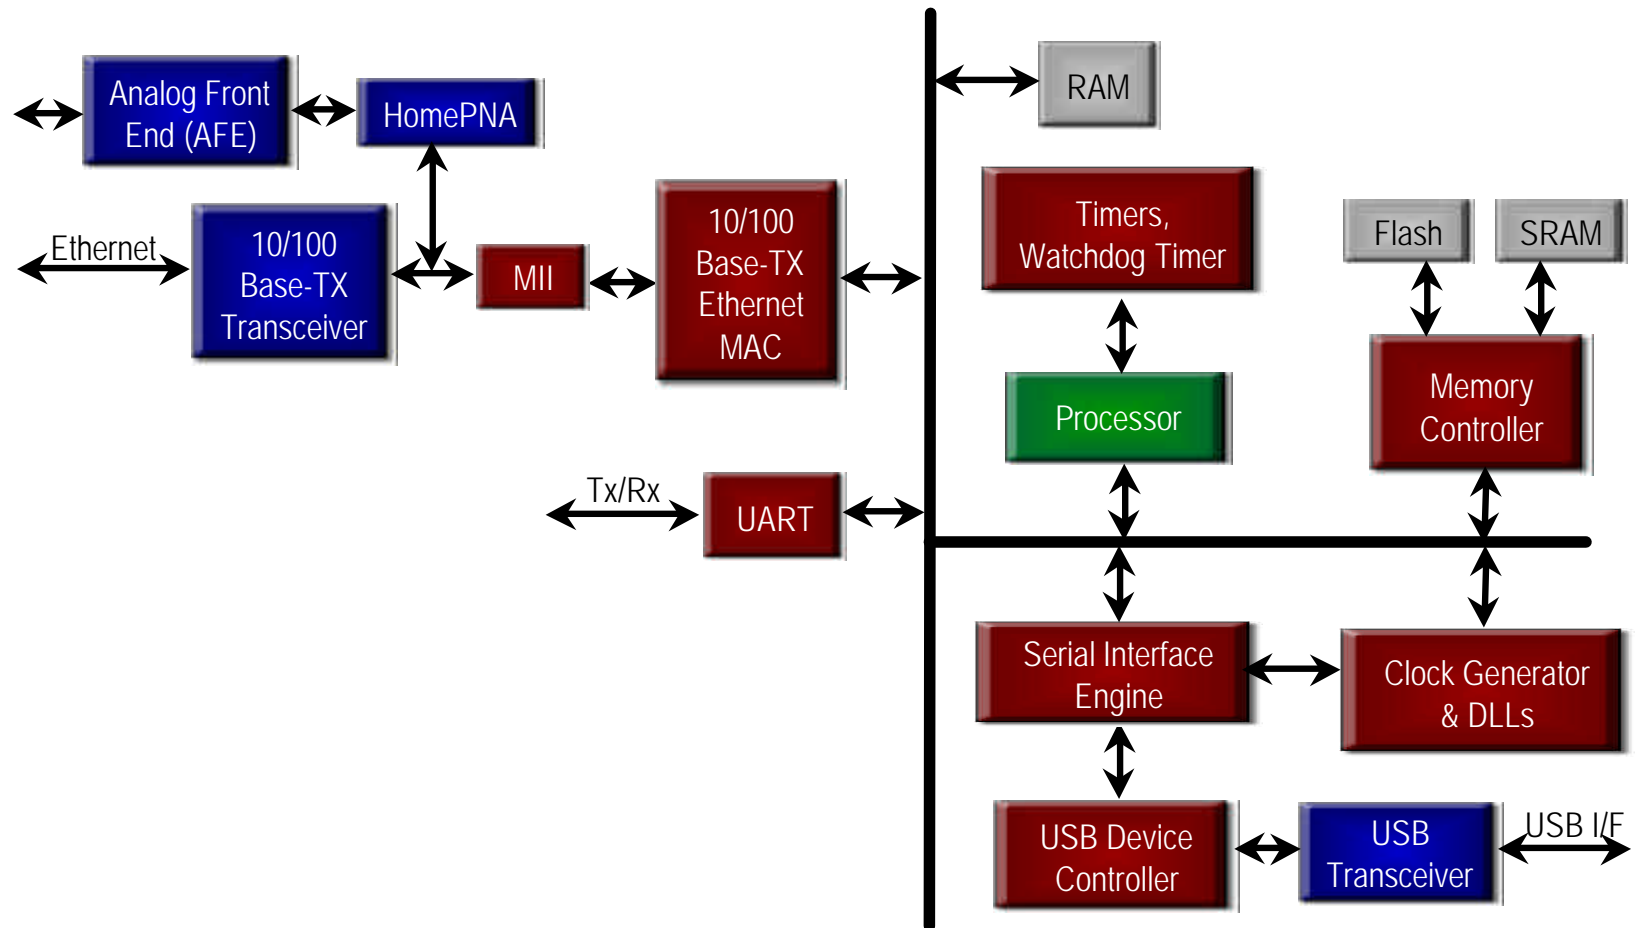 Analog Front
End (AFE)
HomePNA
RAM
Ethernet
10/100
Base-TX
Transceiver
MII
10/100
Base-TX
Ethernet
MAC
Timers,
Watchdog Timer
Flash
SRAM
Processor
Memory
Controller
Tx/Rx
UART
Serial Interface
Engine
Clock Generator
& DLLs
USB Device
Controller
USB
Transceiver
USB I/F